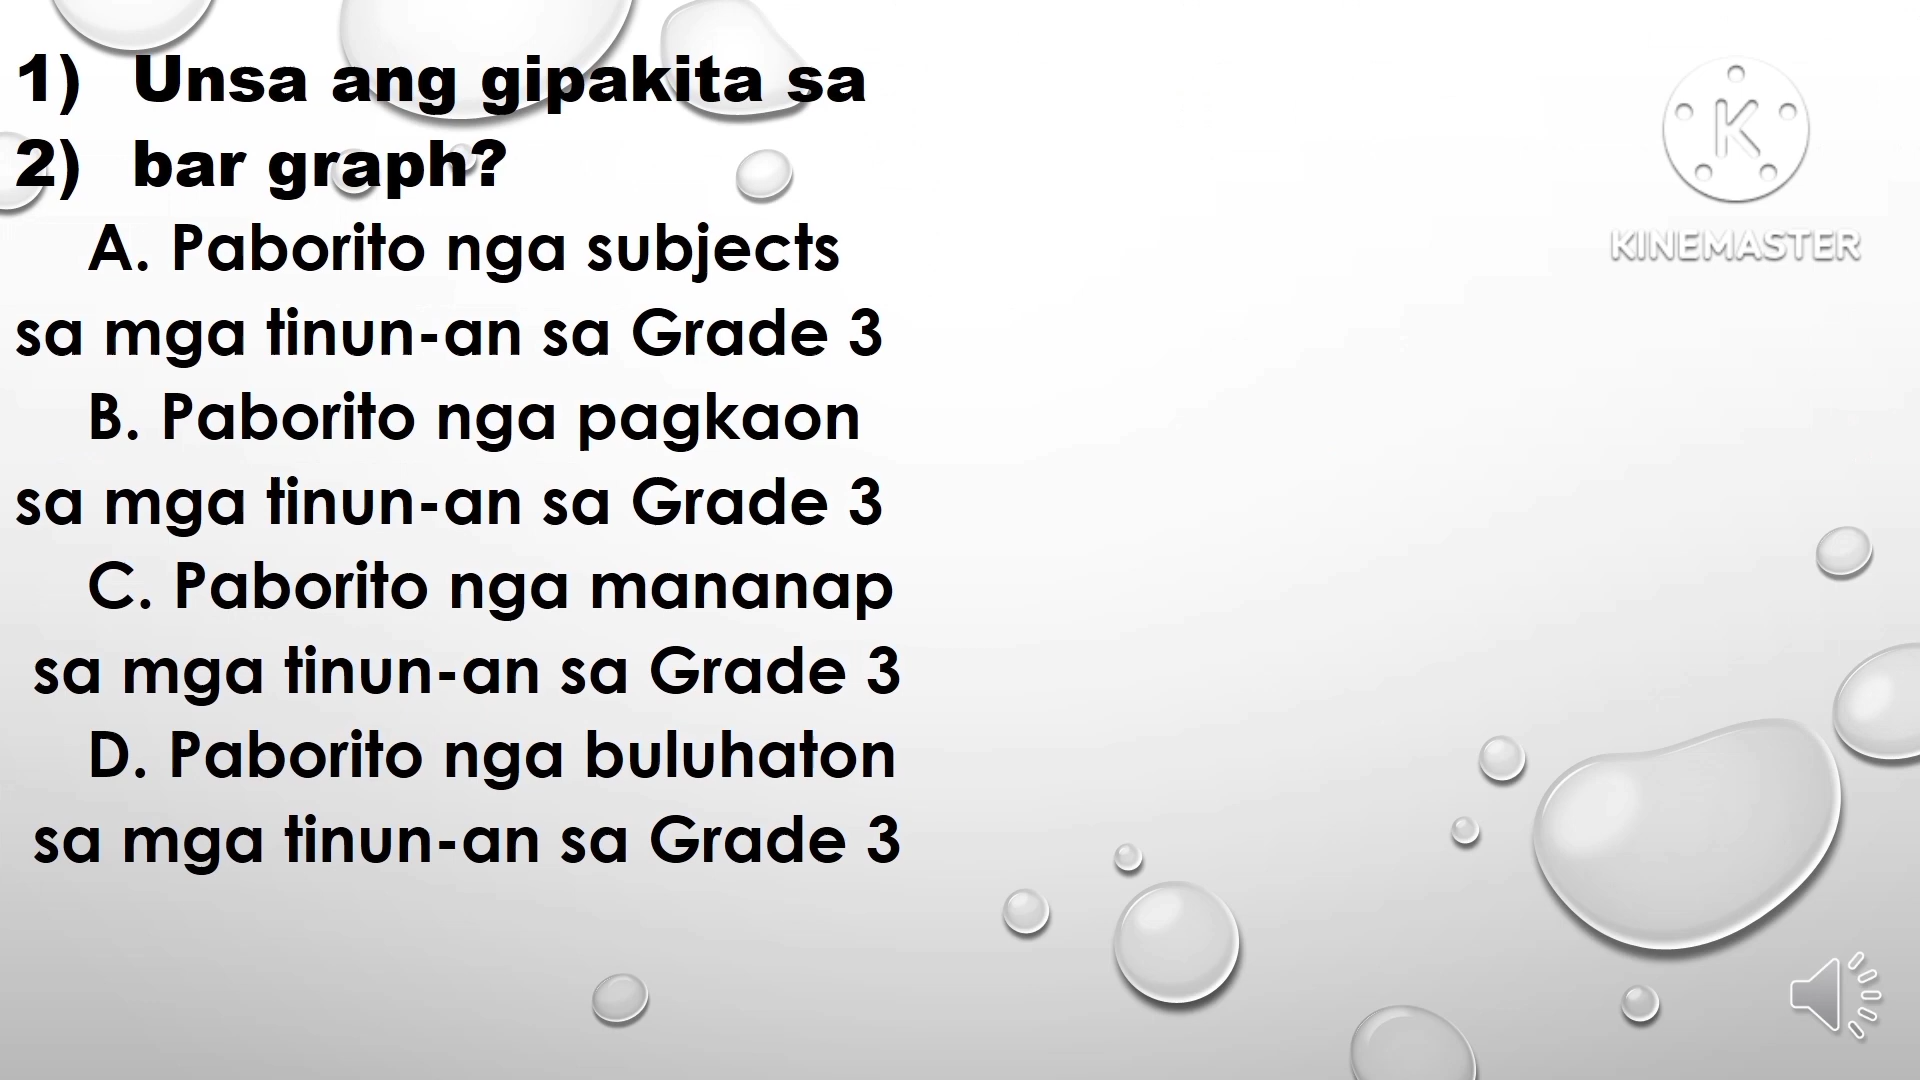 1) Unsa ang gipakita sa
2) bar graph?
A. Paborito nga subjects
sa mga tinun-an sa Grade 3
B. Paborito nga pagkaon
sa mga tinun-an sa Grade 3
C. Paborito nga mananap
sa mga tinun-an sa Grade 3
D. Paborito nga buluhaton
sa mga tinun-an sa Grade 3
K
KINEMASTER